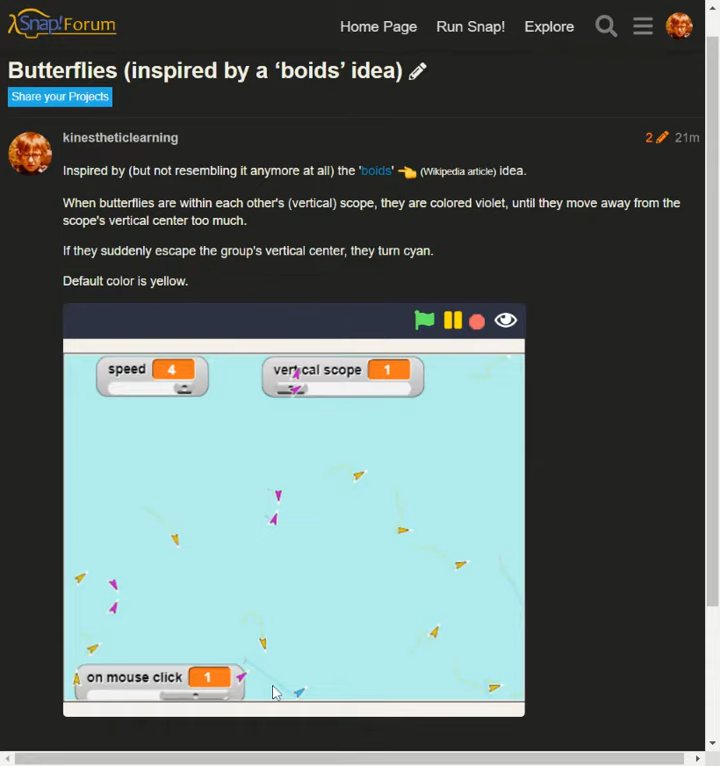 λSnap!Forum
Home Page Run Snap! Explore
Butterflies (inspired by a ‘boids’ idea)
Share your Projects
kinestheticlearning 2 21m
Inspired by (but not resembling it anymore at all) the 'boids' 👈 (Wikipedia article) idea.
When butterflies are within each other's (vertical) scope, they are colored violet, until they move away from the
scope's vertical center too much.
If they suddenly escape the group's vertical center, they turn cyan.
Default color is yellow.
speed 4 vertical scope 1
on mouse click 1